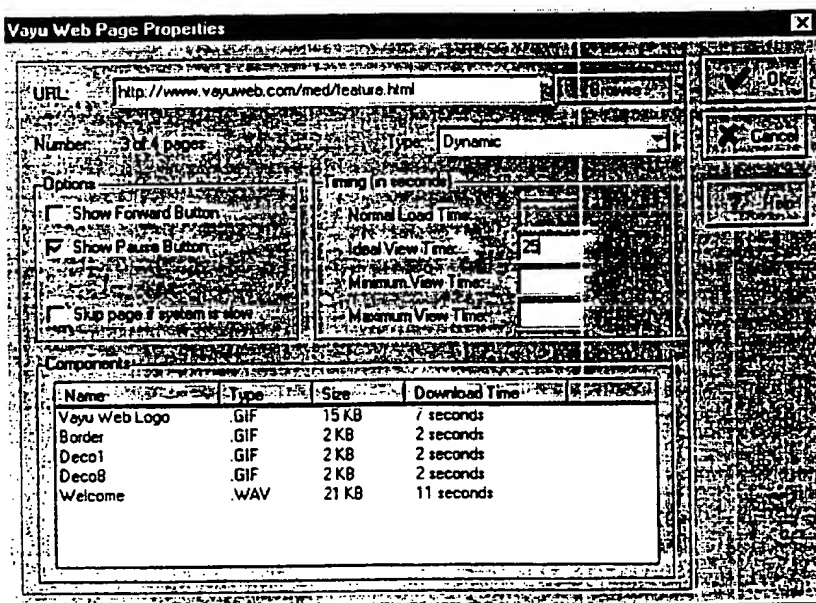 Vayu Web Page Properties
URL: http://www.vayuweb.com/med/feature.html Browse OK
Number: 3 of 4 pages Type: Dynamic Cancel
Options Timing (in seconds) ? Help
Show Forward Button Normal Load Time:
Show Pause Button Ideal View Time: 25
Minimum View Time:
Skip page if system is slow Maximum View Time:
Components
Name Type Size Download Time
Vayu Web Logo .GIF 15 KB 7 seconds
Border .GIF 2 KB 2 seconds
Deco1 .GIF 2 KB 2 seconds
Deco8 .GIF 2 KB 2 seconds
Welcome .WAV 21 KB 11 seconds